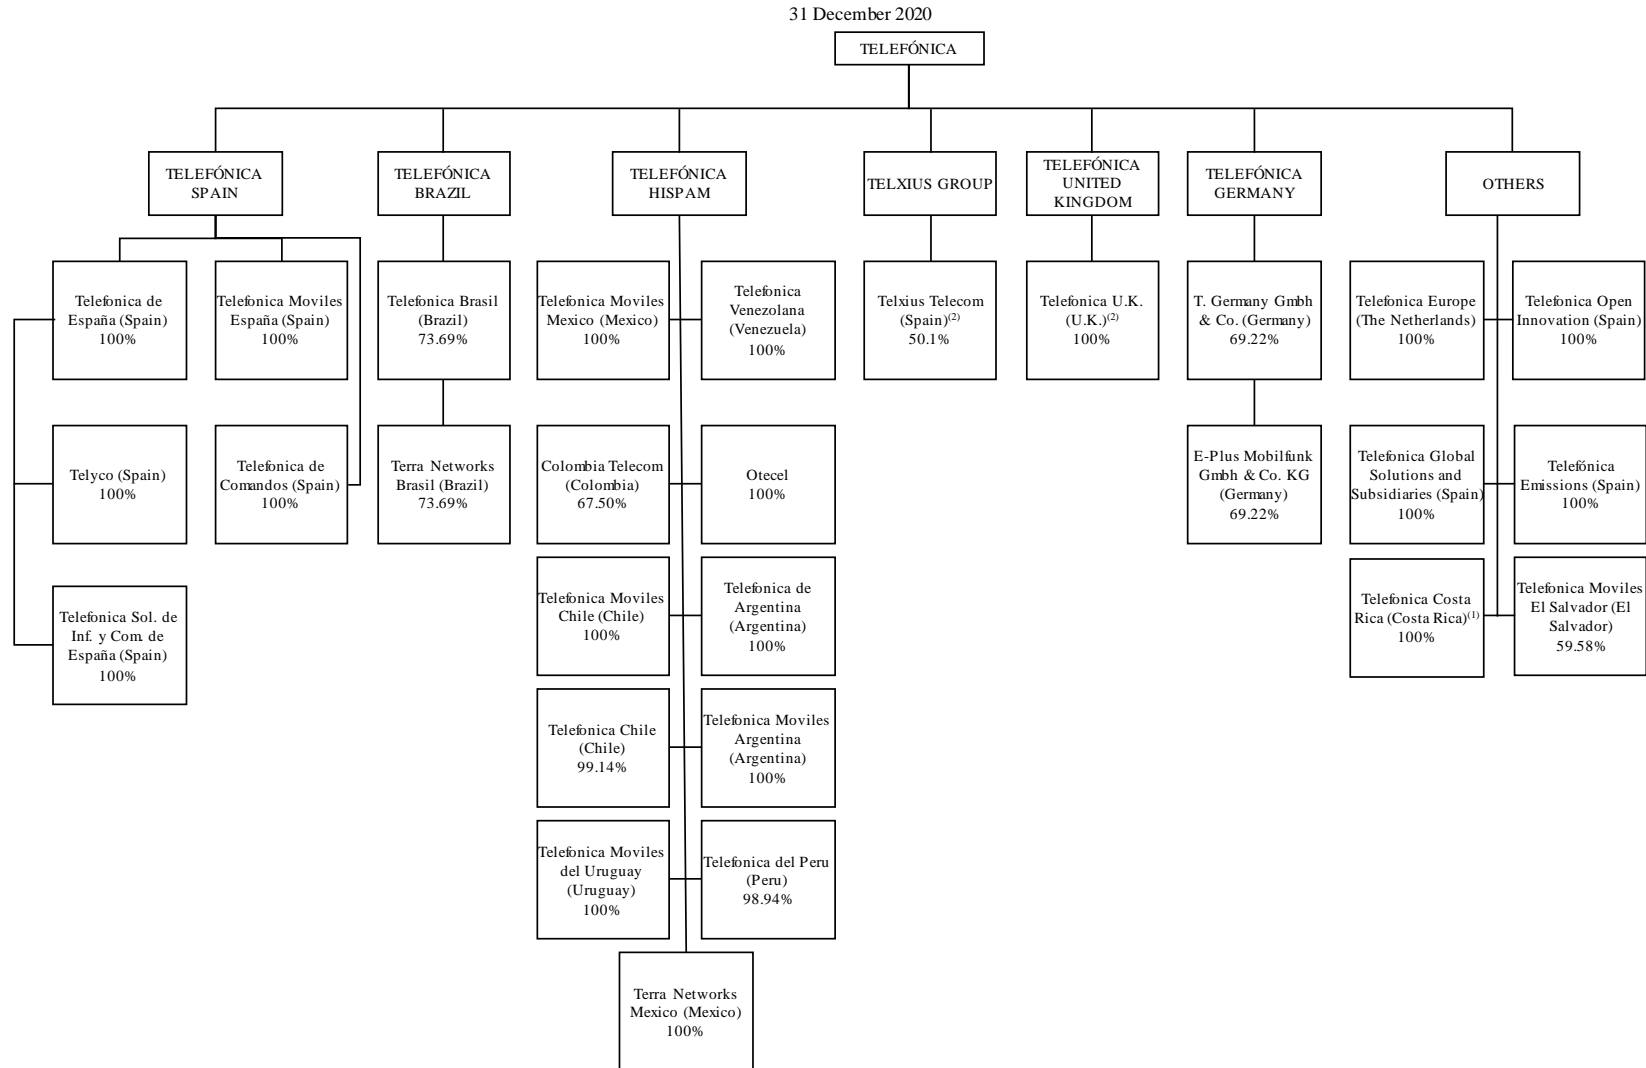 31 December 2020
TELEFÓNICA
TELEFÓNICA
SPAIN
TELEFÓNICA
BRAZIL
TELEFÓNICA
HISPAM
TELXIUS GROUP
TELEFÓNICA
UNITED
KINGDOM
TELEFÓNICA
GERMANY
OTHERS
Telefonica de
España (Spain)
100%
Telefonica Moviles
España (Spain)
100%
Telefonica Brasil
(Brazil)
73.69%
Telefonica Moviles
Mexico (Mexico)
100%
Telefonica
Venezolana
(Venezuela)
100%
Telxius Telecom
(Spain)(2)
50.1%
Telefonica U.K.
(U.K.)(2)
100%
T. Germany Gmbh
& Co. (Germany)
69.22%
Telefonica Europe
(The Netherlands)
100%
Telefonica Open
Innovation (Spain)
100%
Telyco (Spain)
100%
Telefonica de
Comandos (Spain)
100%
Terra Networks
Brasil (Brazil)
73.69%
Colombia Telecom
(Colombia)
67.50%
Otecel
100%
E-Plus Mobilfunk
Gmbh & Co. KG
(Germany)
69.22%
Telefonica Global
Solutions and
Subsidiaries (Spain)
100%
Telefónica
Emissions (Spain)
100%
Telefonica Sol. de
Inf. y Com. de
España (Spain)
100%
Telefonica Moviles
Chile (Chile)
100%
Telefonica de
Argentina
(Argentina)
100%
Telefonica Costa
Rica (Costa Rica)(1)
100%
Telefonica Moviles
El Salvador (El
Salvador)
59.58%
Telefonica Chile
(Chile)
99.14%
Telefonica Moviles
Argentina
(Argentina)
100%
Telefonica Moviles
del Uruguay
(Uruguay)
100%
Telefonica del Peru
(Peru)
98.94%
Terra Networks
Mexico (Mexico)
100%